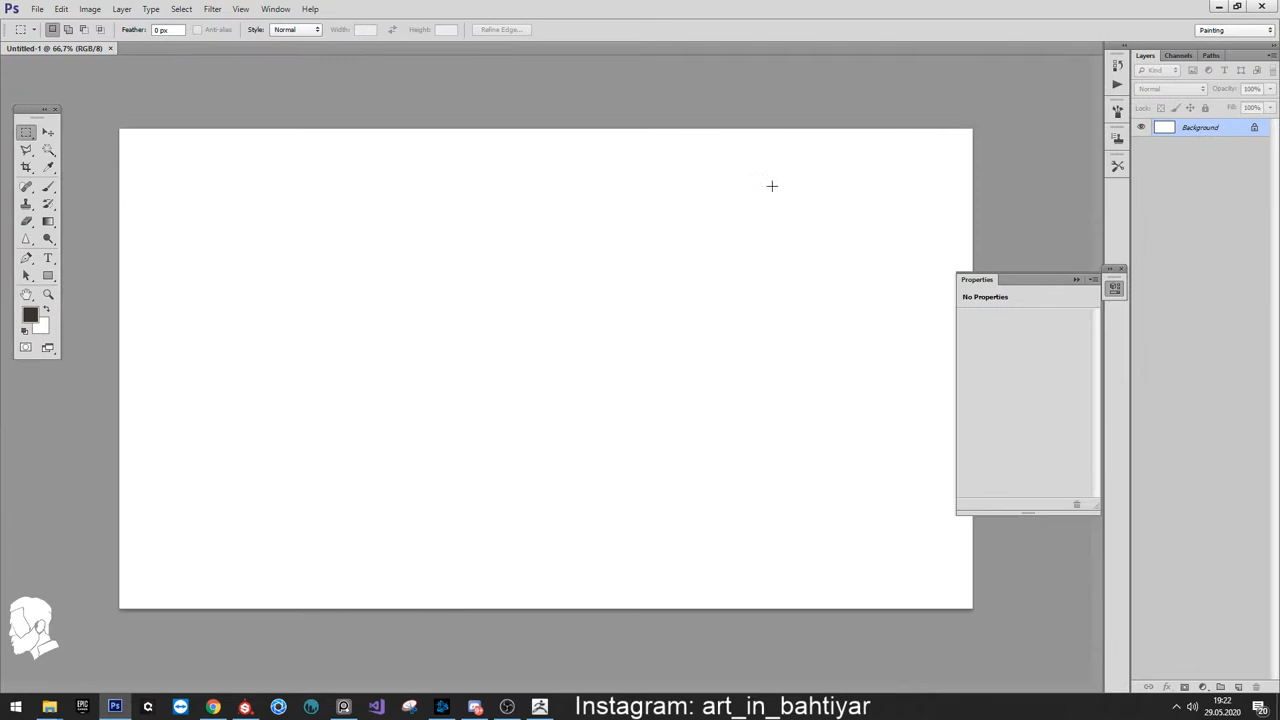 Ps File Edit Image Layer Type Select Filter View Window Help
Feather: 0 px Anti-alias Style: Normal Width: Height: Refine Edge... Painting
Untitled-1 @ 66,7% (RGB/8) ×
Layers Channels Paths
Kind
Normal Opacity: 100%
Lock: Fill: 100%
Background
Properties
No Properties
Instagram: art_in_bahtiyar
19:22
29.05.2020
20